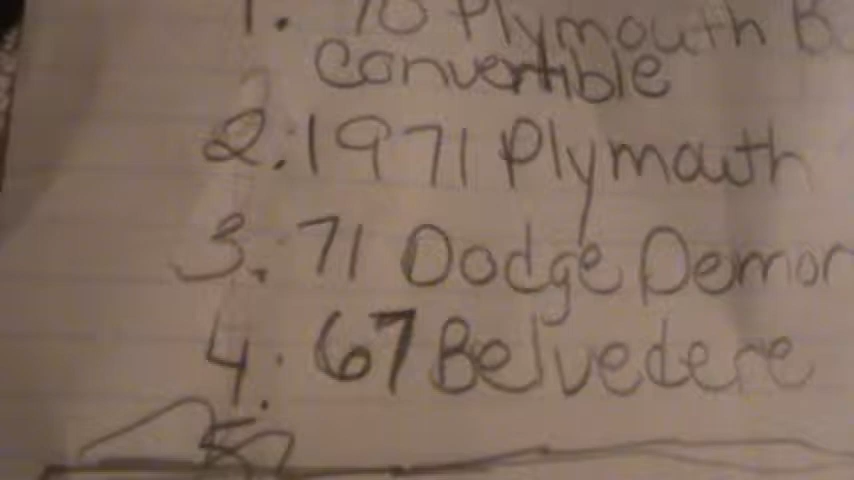 1. 70 Plymouth
Convertible
2. 1971 Plymouth
3. 71 Dodge Demon
4. 67 Belvedere
5